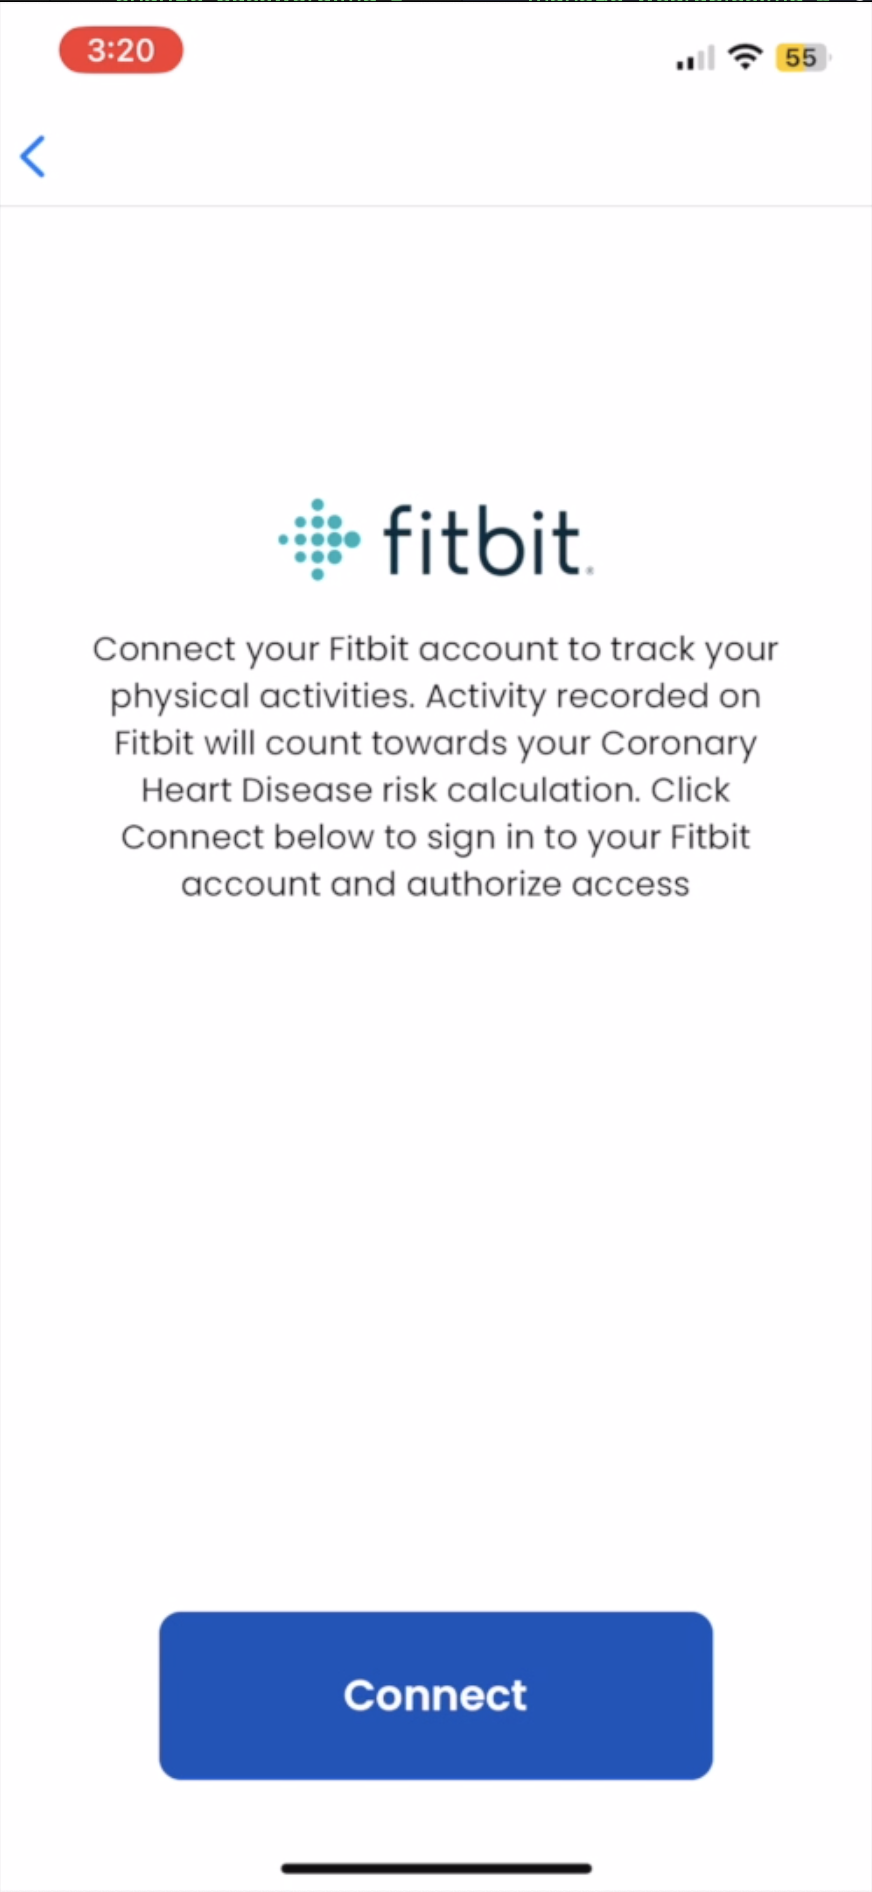 3:20
55
fitbit
Connect your Fitbit account to track your
physical activities. Activity recorded on
Fitbit will count towards your Coronary
Heart Disease risk calculation. Click
Connect below to sign in to your Fitbit
account and authorize access
Connect